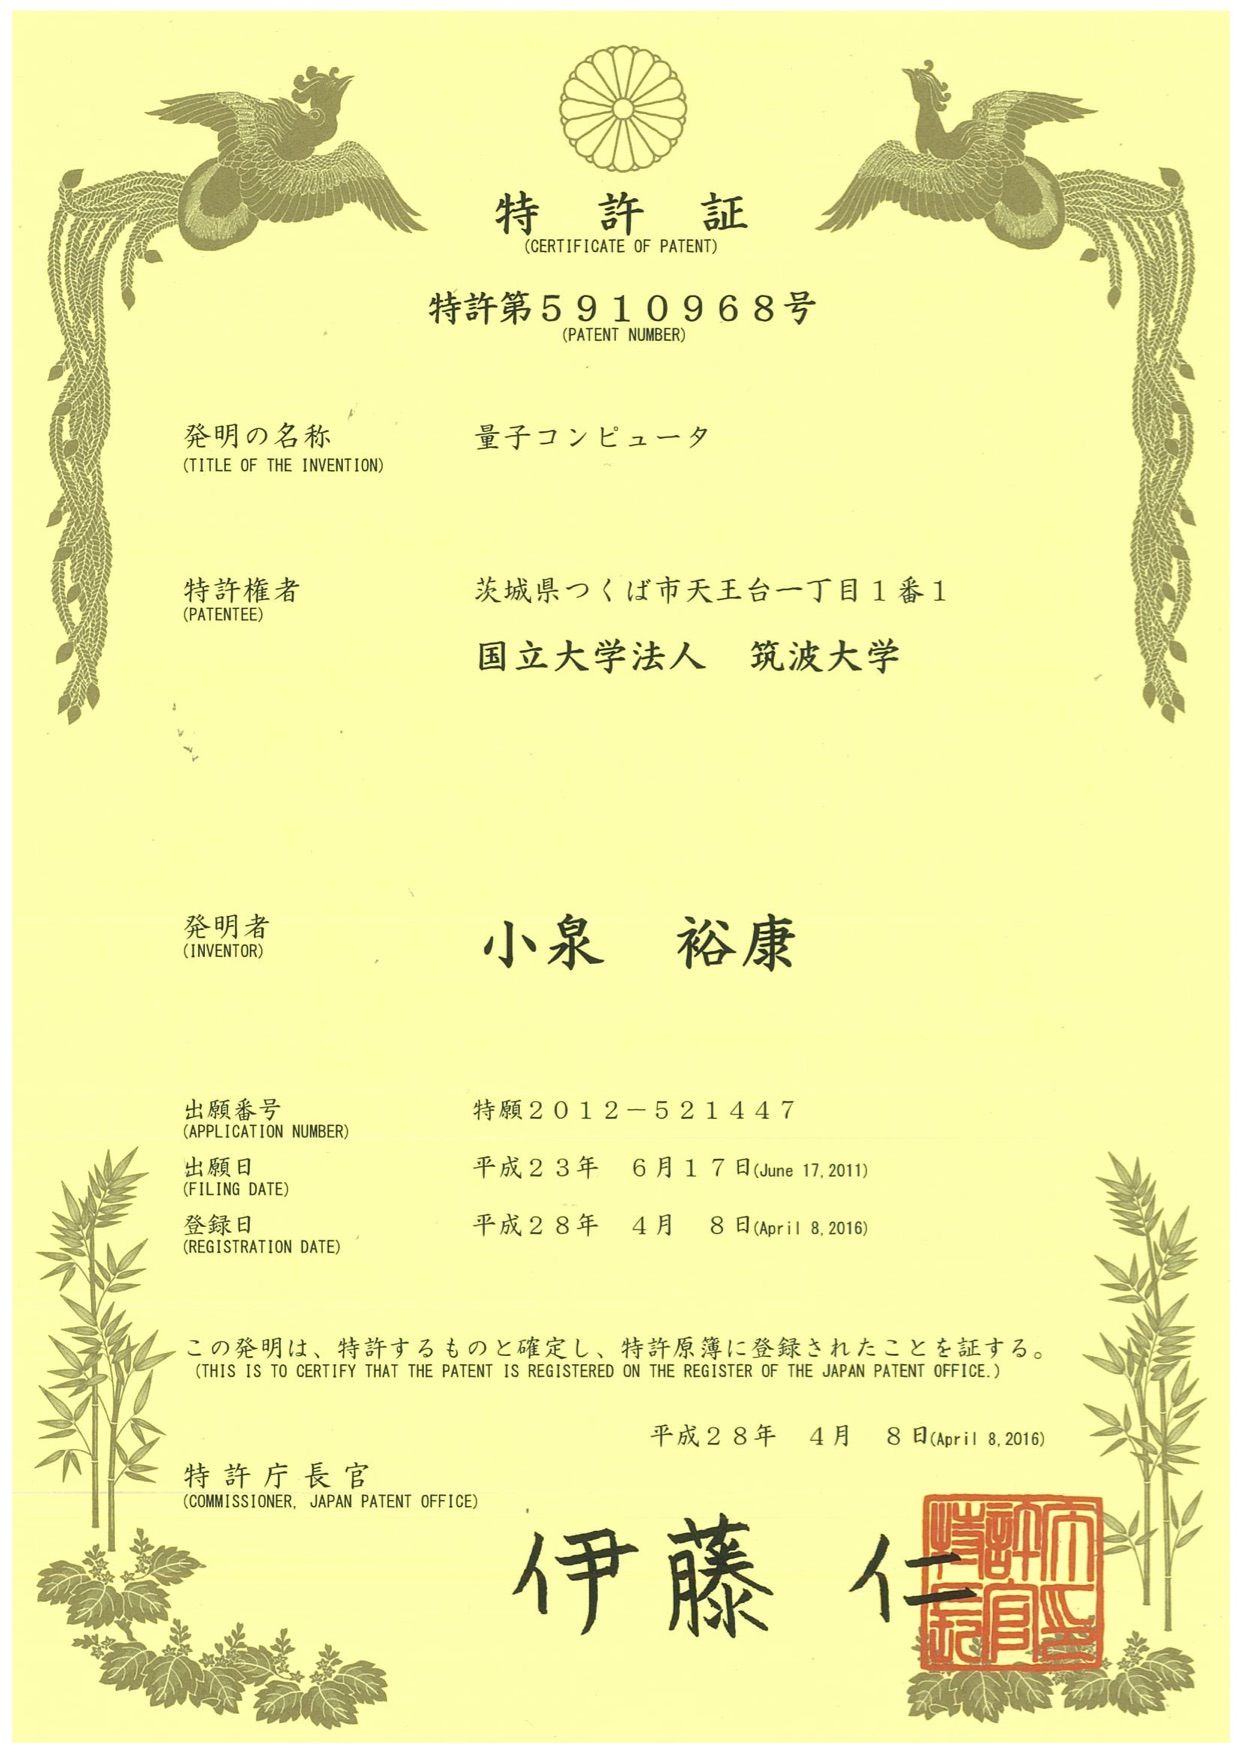 特　許　証
(CERTIFICATE OF PATENT)
特許第５９１０９６８号
(PATENT NUMBER)
発明の名称　量子コンピュータ
(TITLE OF THE INVENTION)
特許権者　茨城県つくば市天王台一丁目１番１
(PATENTEE)
国立大学法人　筑波大学
発明者　小泉　裕康
(INVENTOR)
出願番号　特願２０１２－５２１４４７
(APPLICATION NUMBER)
出願日　平成２３年　６月１７日(June 17,2011)
(FILING DATE)
登録日　平成２８年　４月　８日(April 8,2016)
(REGISTRATION DATE)
この発明は、特許するものと確定し、特許原簿に登録されたことを証する。
(THIS IS TO CERTIFY THAT THE PATENT IS REGISTERED ON THE REGISTER OF THE JAPAN PATENT OFFICE.)
平成２８年　４月　８日(April 8,2016)
特許庁長官
(COMMISSIONER, JAPAN PATENT OFFICE)
伊藤　仁